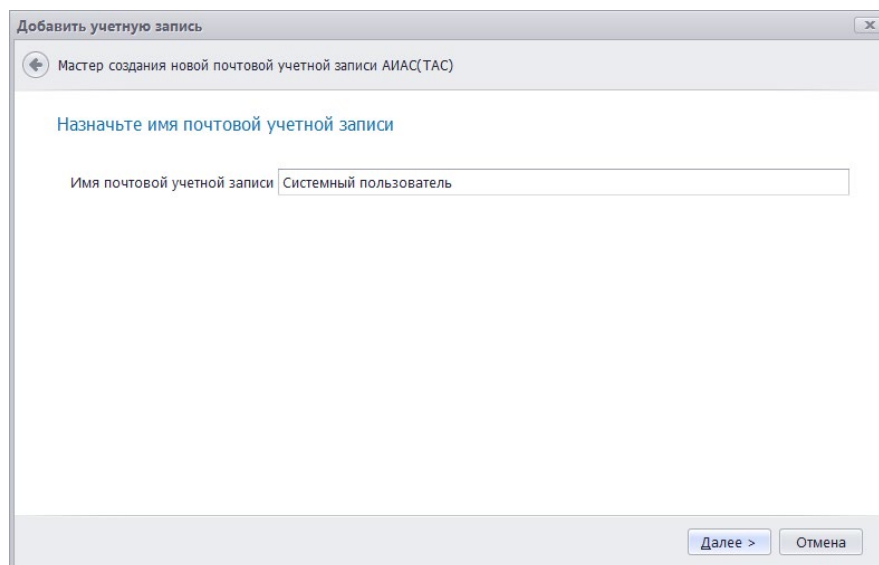 Добавить учетную запись
Мастер создания новой почтовой учетной записи АИАС(ТАС)
Назначьте имя почтовой учетной записи
Имя почтовой учетной записи Системный пользователь
Далее > Отмена